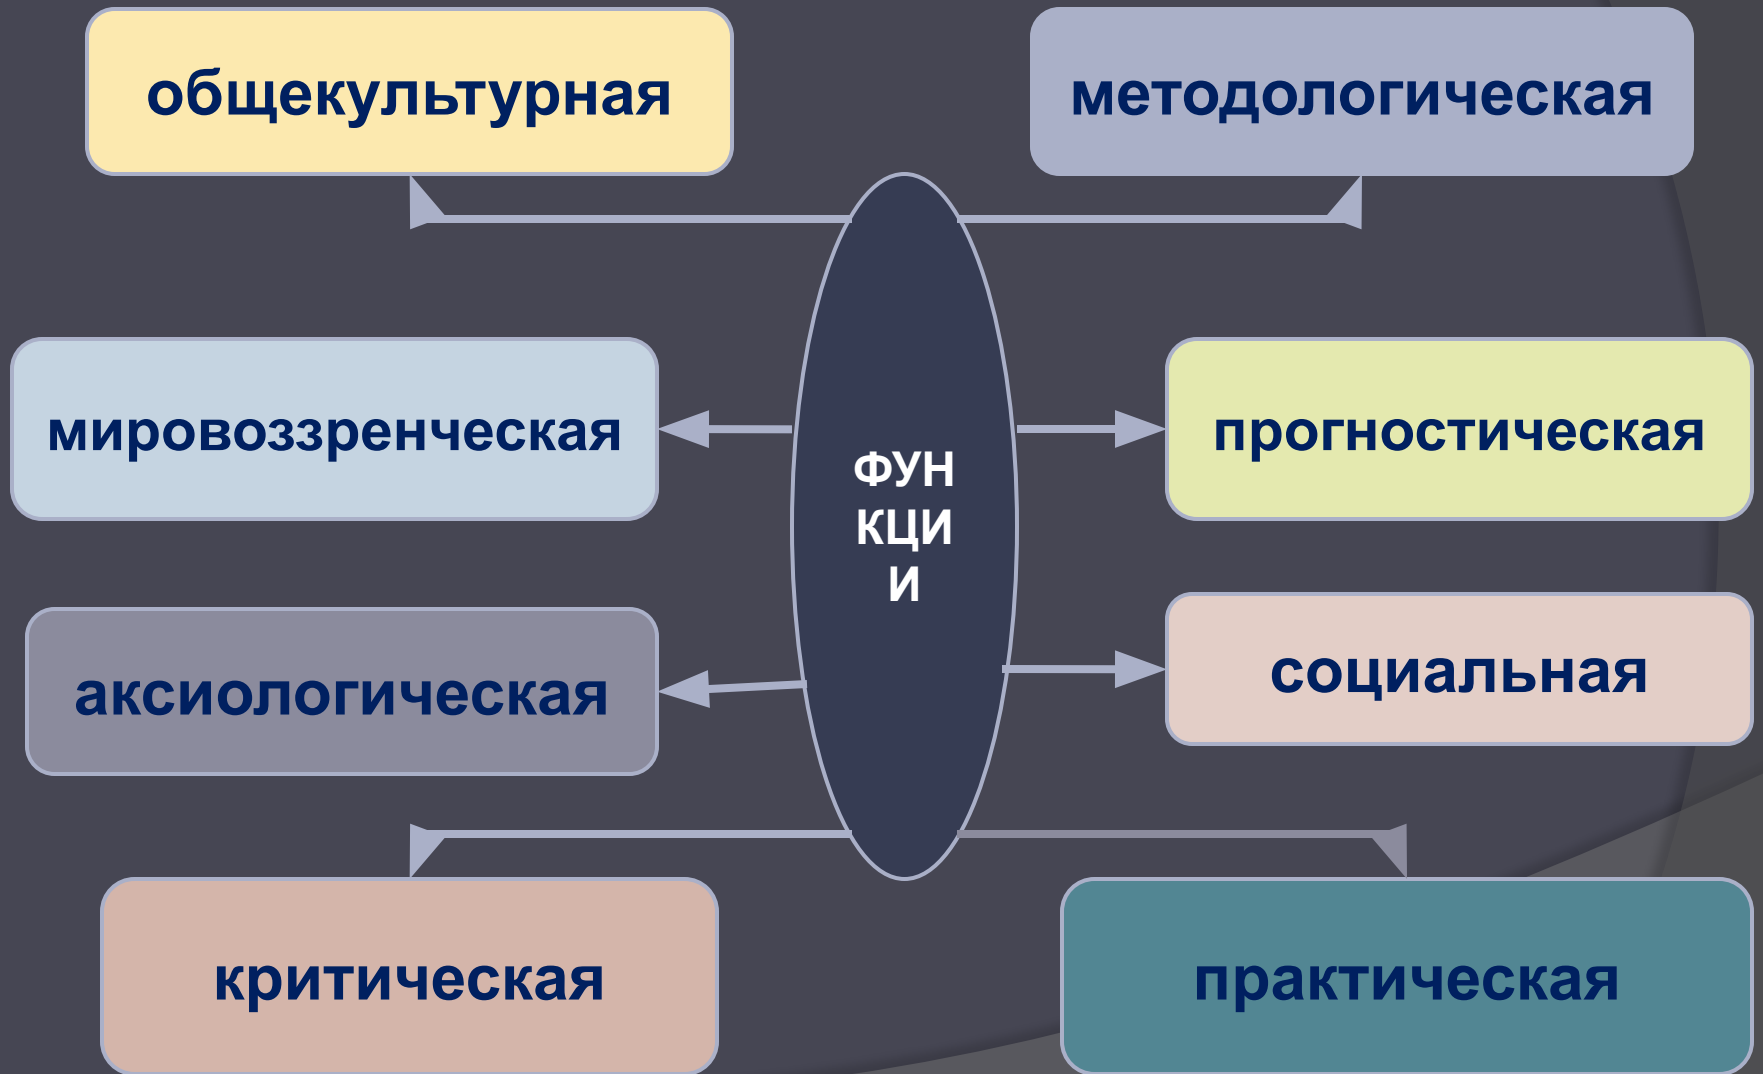 общекультурная
методологическая
мировоззренческая
прогностическая
ФУН
КЦИ
И
аксиологическая
социальная
критическая
практическая